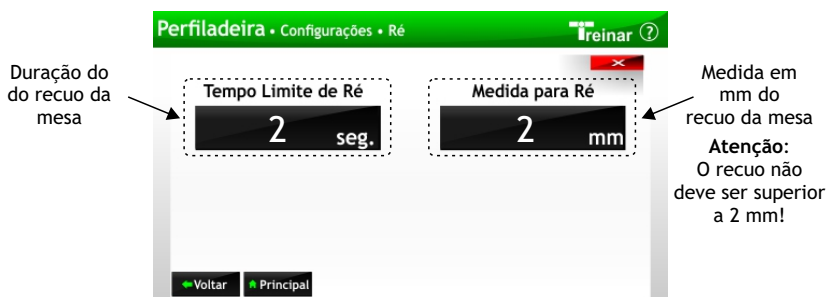 Perfiladeira • Configurações • Ré
Treinar ?
Duração do
do recuo da
mesa
Tempo Limite de Ré
2 seg.
Medida para Ré
2 mm
Medida em
mm do
recuo da mesa
Atenção:
O recuo não
deve ser superior
a 2 mm!
Voltar
Principal